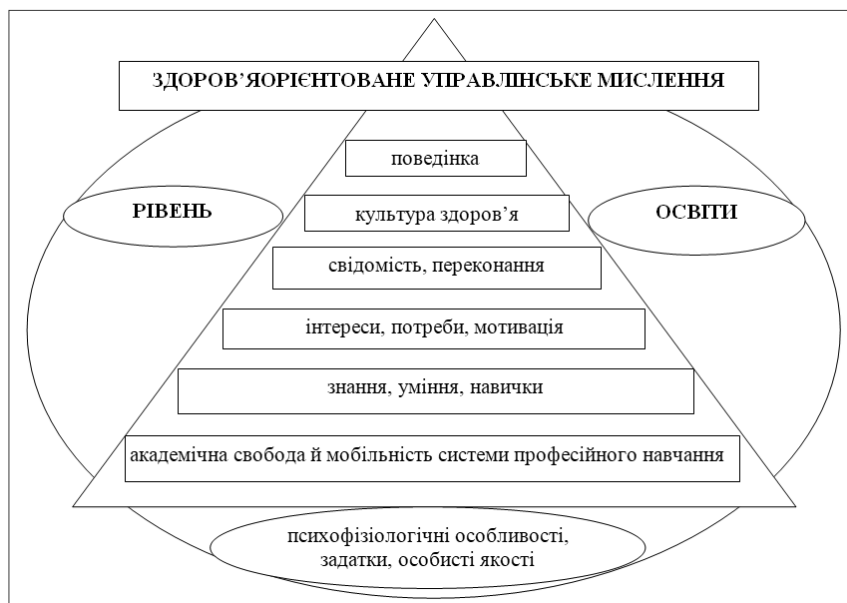 ЗДОРОВ’ЯОРІЄНТОВАНЕ УПРАВЛІНСЬКЕ МИСЛЕННЯ
поведінка
РІВЕНЬ
культура здоров’я
ОСВІТИ
свідомість, переконання
інтереси, потреби, мотивація
знання, уміння, навички
академічна свобода й мобільність системи професійного навчання
психофізіологічні особливості,
задатки, особисті якості